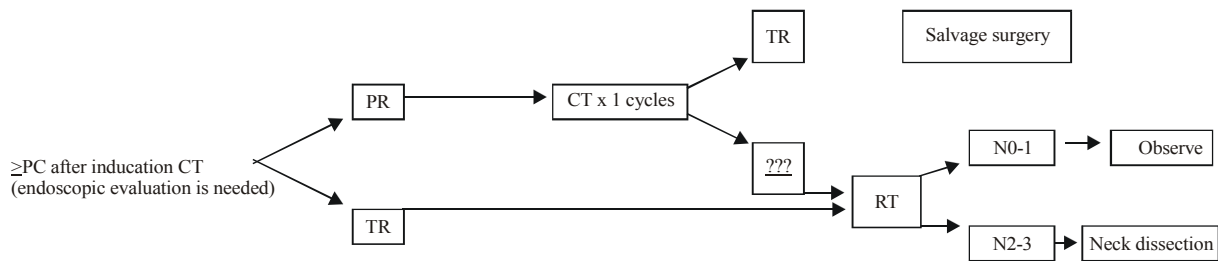 TR
Salvage surgery
PR
CT x 1 cycles
≥PC after inducation CT
(endoscopic evaluation is needed)
N0-1
Observe
???
RT
TR
N2-3
Neck dissection